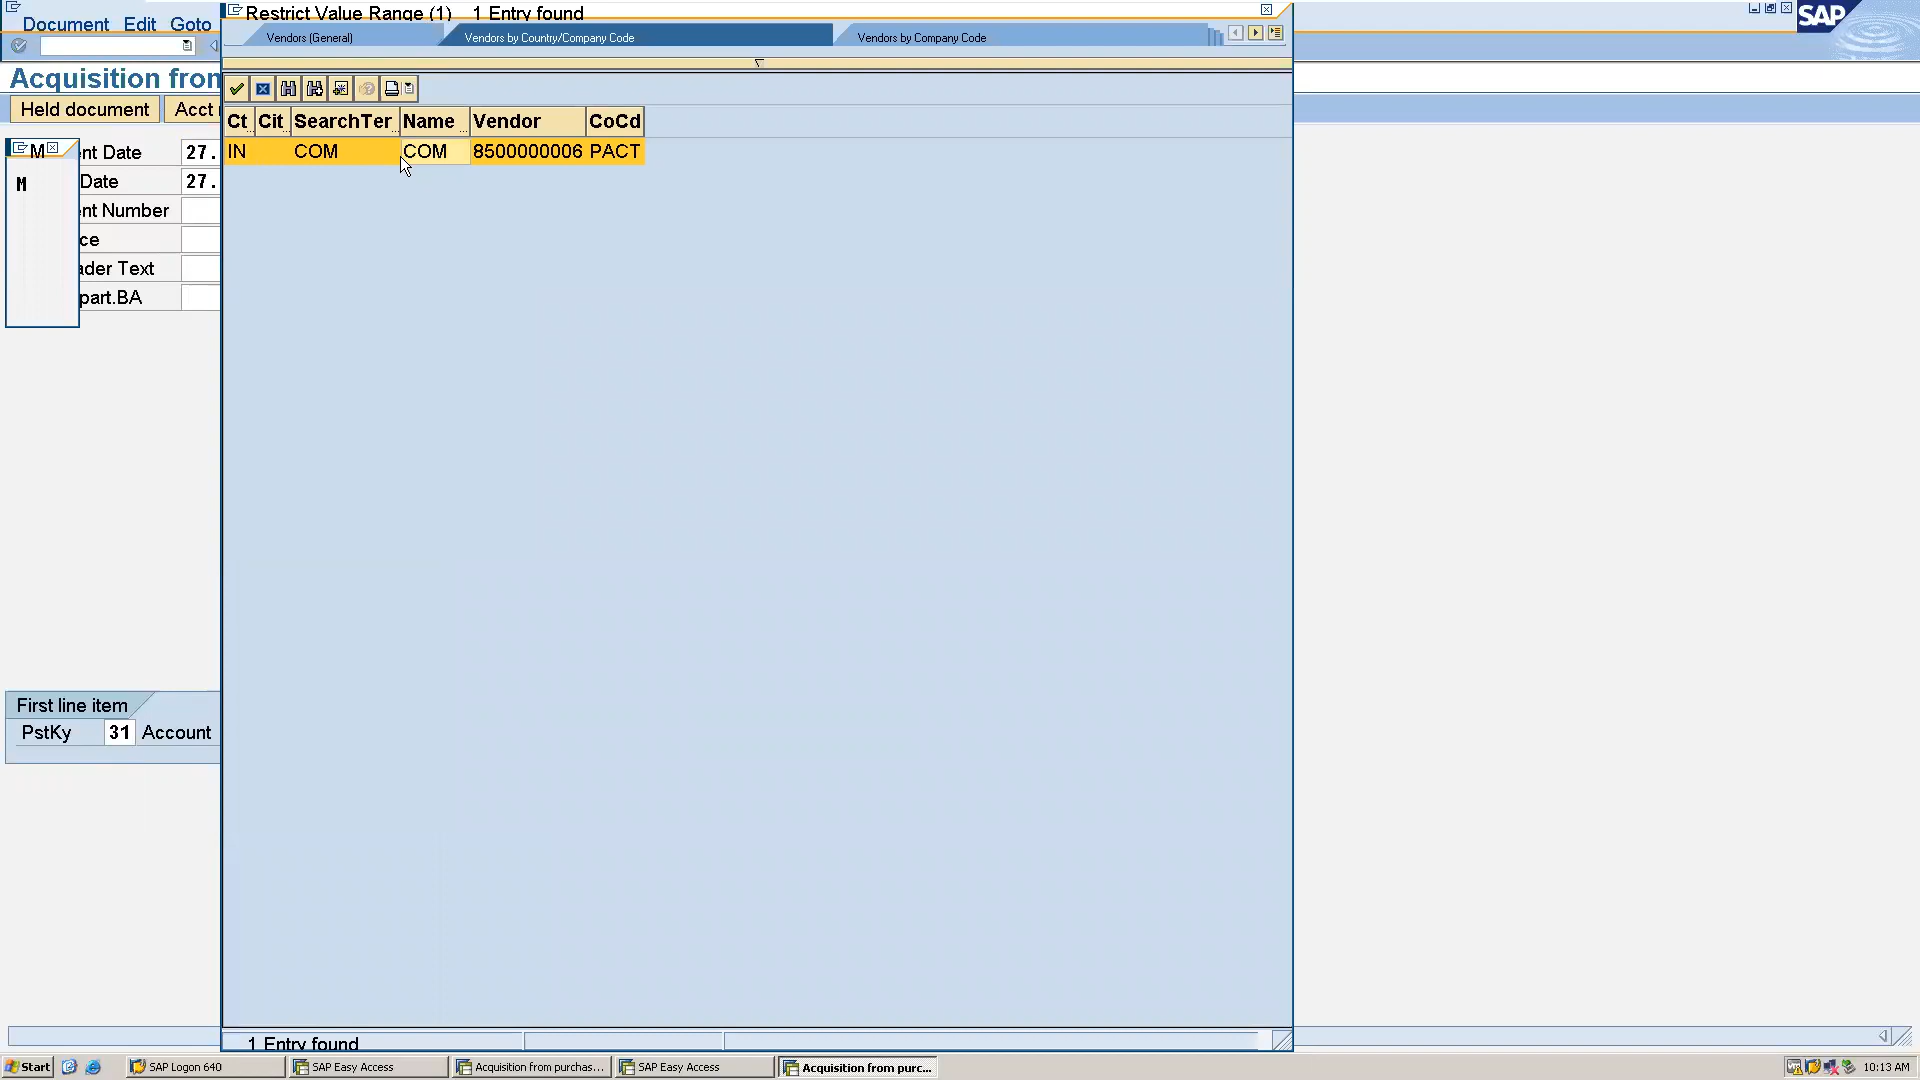 Document Edit Goto
Restrict Value Range (1) 1 Entry found
SAP
Vendors (General)
Vendors by Country/Company Code
Vendors by Company Code
Acquisition from
Held document
Acct
Ct.. Cit.. SearchTer.. Name .. Vendor CoCd
IN COM COM 8500000006 PACT
M
M
nt Date 27.
Date 27.
nt Number
ce
ader Text
part.BA
First line item
PstKy 31 Account
1 Entry found
Start
SAP Logon 640
SAP Easy Access
Acquisition from purchas...
SAP Easy Access
Acquisition from purc...
10:13 AM